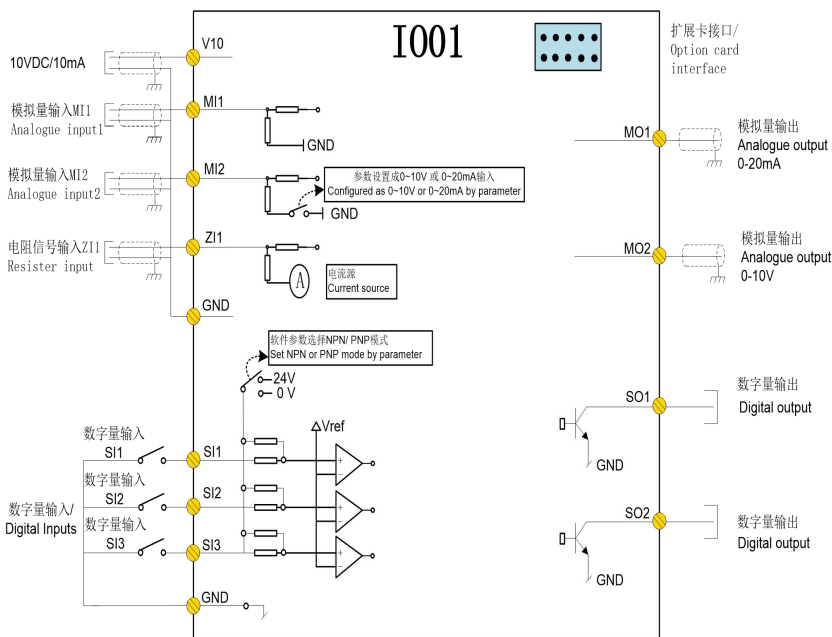 I001
扩展卡接口/
Option card
interface
V10
10VDC/10mA
模拟量输入MI1
Analogue input1
MI1
GND
模拟量输入MI2
Analogue input2
MI2
参数设置成0~10V 或 0~20mA输入
Configured as 0~10V or 0~20mA by parameter
GND
电阻信号输入ZI1
Resister input
ZI1
A
电流源
Current source
GND
软件参数选择NPN/ PNP模式
Set NPN or PNP mode by parameter
24V
0 V
Vref
数字量输入
SI1
SI1
+
−
数字量输入
SI2
SI2
+
−
数字量输入/
Digital Inputs
数字量输入
SI3
SI3
+
−
GND
MO1
模拟量输出
Analogue output
0-20mA
MO2
模拟量输出
Analogue output
0-10V
SO1
数字量输出
Digital output
GND
SO2
数字量输出
Digital output
GND